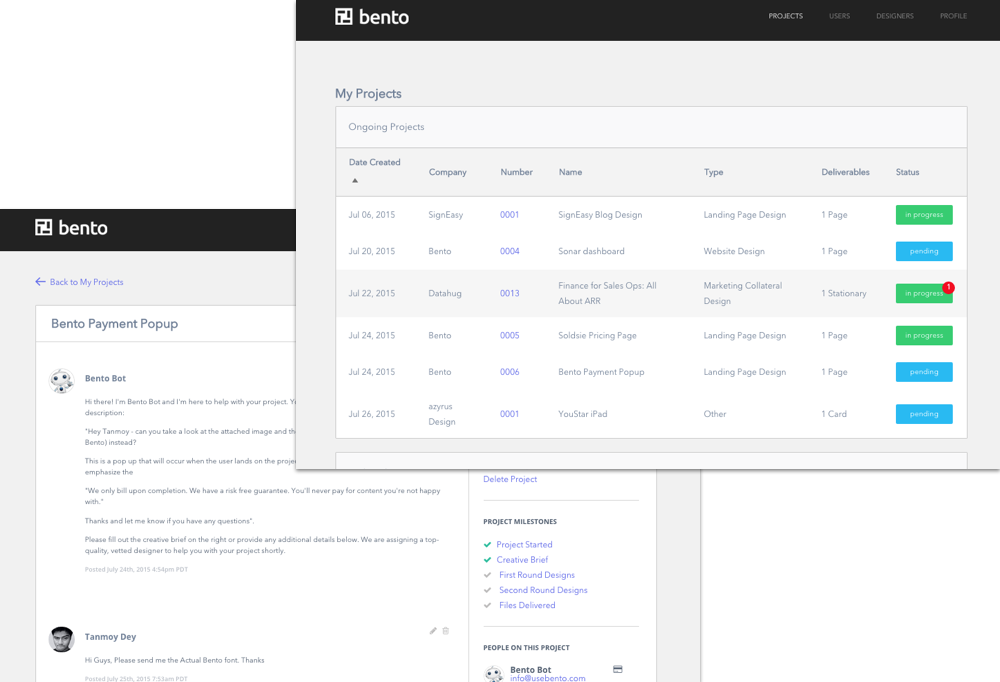 bento
PROJECTS USERS DESIGNERS PROFILE
My Projects
Ongoing Projects
Date Created Company Number Name Type Deliverables Status
Jul 06, 2015 SignEasy 0001 SignEasy Blog Design Landing Page Design 1 Page in progress
Jul 20, 2015 Bento 0004 Sonar dashboard Website Design 1 Page pending
Jul 22, 2015 Datahug 0013 Finance for Sales Ops: All About ARR Marketing Collateral Design 1 Stationary in progress 1
Jul 24, 2015 Bento 0005 Soldsie Pricing Page Landing Page Design 1 Page in progress
Jul 24, 2015 Bento 0006 Bento Payment Popup Landing Page Design 1 Page pending
Jul 26, 2015 azyrus Design 0001 YouStar iPad Other 1 Card pending
bento
Back to My Projects
Bento Payment Popup
Bento Bot
Hi there! I'm Bento Bot and I'm here to help with your project.
description:
"Hey Tanmoy - can you take a look at the attached image and
Bento) instead?
This is a pop up that will occur when the user lands on the
emphasize the
"We only bill upon completion. We have a risk free guarantee. You'll never pay for content you're not happy
with."
Thanks and let me know if you have any questions".
Please fill out the creative brief on the right or provide any additional details below. We are assigning a top-
quality, vetted designer to help you with your project shortly.
Posted July 24th, 2015 4:54pm PDT
Tanmoy Dey
Hi Guys, Please send me the Actual Bento font. Thanks
Posted July 25th, 2015 7:53am PDT
Delete Project
PROJECT MILESTONES
Project Started
Creative Brief
First Round Designs
Second Round Designs
Files Delivered
PEOPLE ON THIS PROJECT
Bento Bot
info@usebento.com